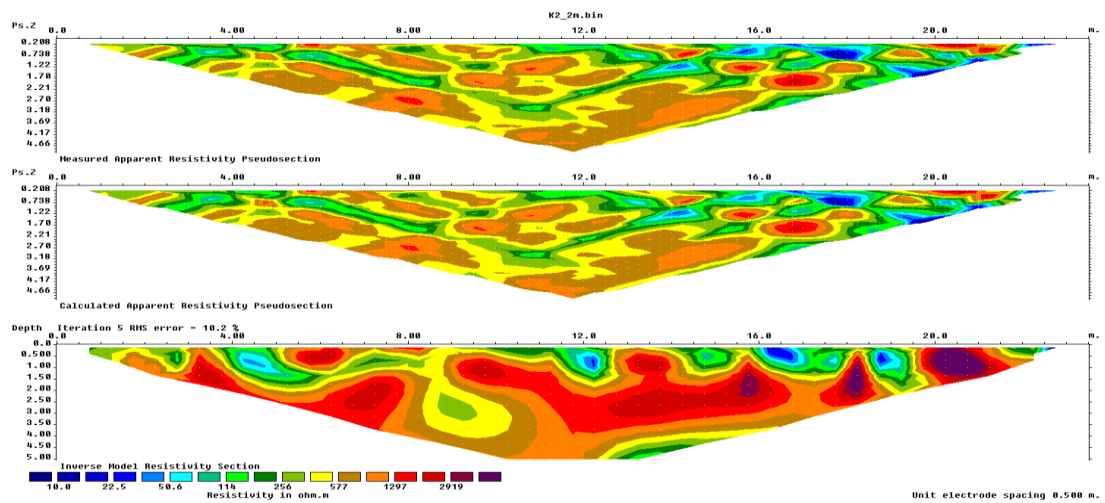 K2_2m.bin
Ps.Z 0.0 4.00 8.00 12.0 16.0 20.0 m.
0.208
0.738
1.22
1.70
2.21
2.70
3.18
3.69
4.17
4.66
Measured Apparent Resistivity Pseudosection
Ps.Z 0.0 4.00 8.00 12.0 16.0 20.0 m.
0.208
0.738
1.22
1.70
2.21
2.70
3.18
3.69
4.17
4.66
Calculated Apparent Resistivity Pseudosection
Depth Iteration 5 RMS error = 10.2 %
0.0 4.00 8.00 12.0 16.0 20.0 m.
0.0
0.500
1.00
1.50
2.00
2.50
3.00
3.50
4.00
4.50
5.00
Inverse Model Resistivity Section
10.0 22.5 50.6 114 256 577 1297 2919
Resistivity in ohm.m
Unit electrode spacing 0.500 m.